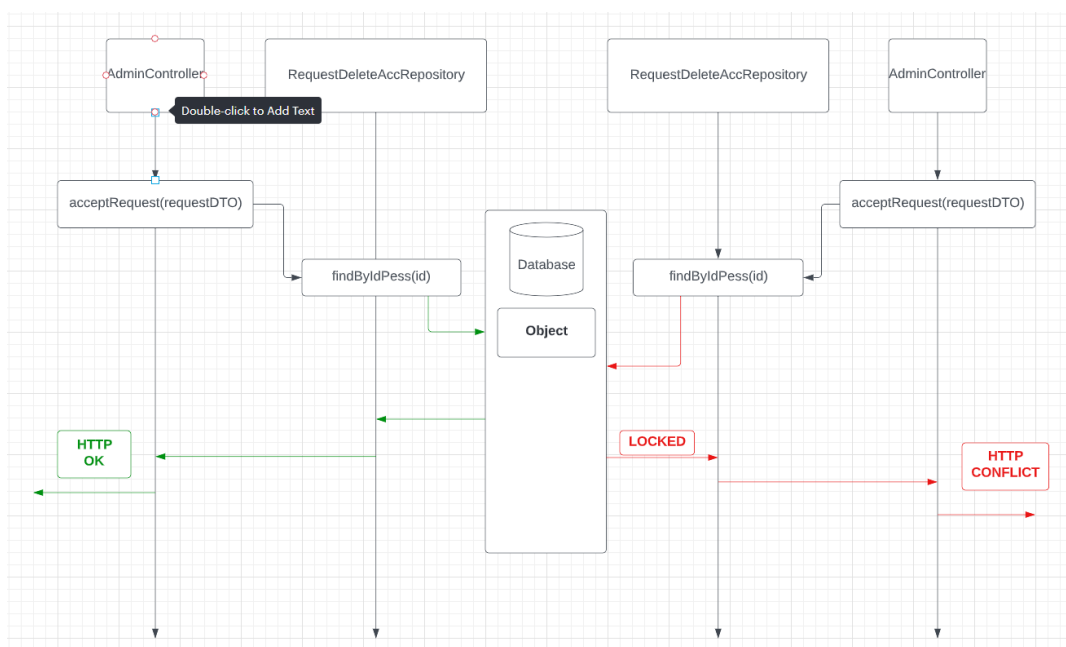 AdminController
RequestDeleteAccRepository
RequestDeleteAccRepository
AdminController
Double-click to Add Text
acceptRequest(requestDTO)
acceptRequest(requestDTO)
findByIdPess(id)
Database
findByIdPess(id)
Object
HTTP
OK
LOCKED
HTTP
CONFLICT